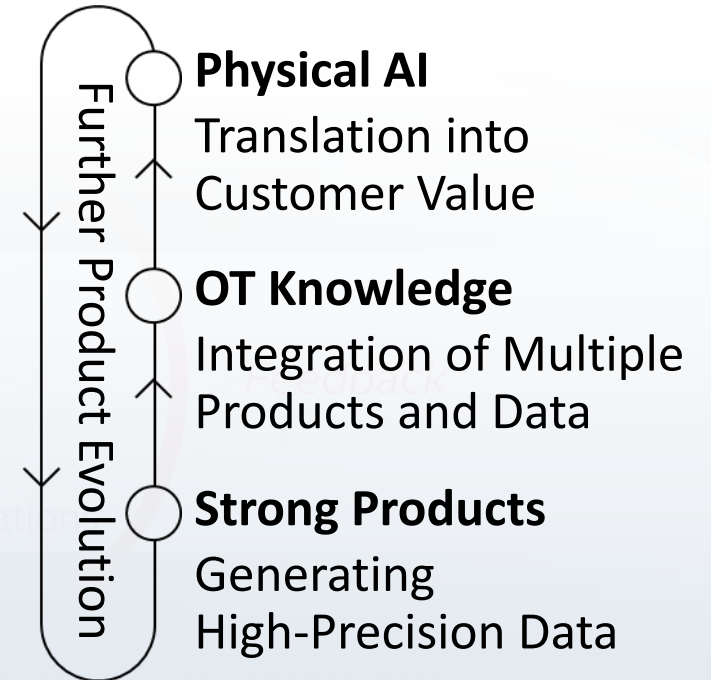 Further Product Evolution
Physical AI
Translation into
Customer Value
OT Knowledge
Integration of Multiple
Products and Data
Strong Products
Generating
High-Precision Data
Feedback